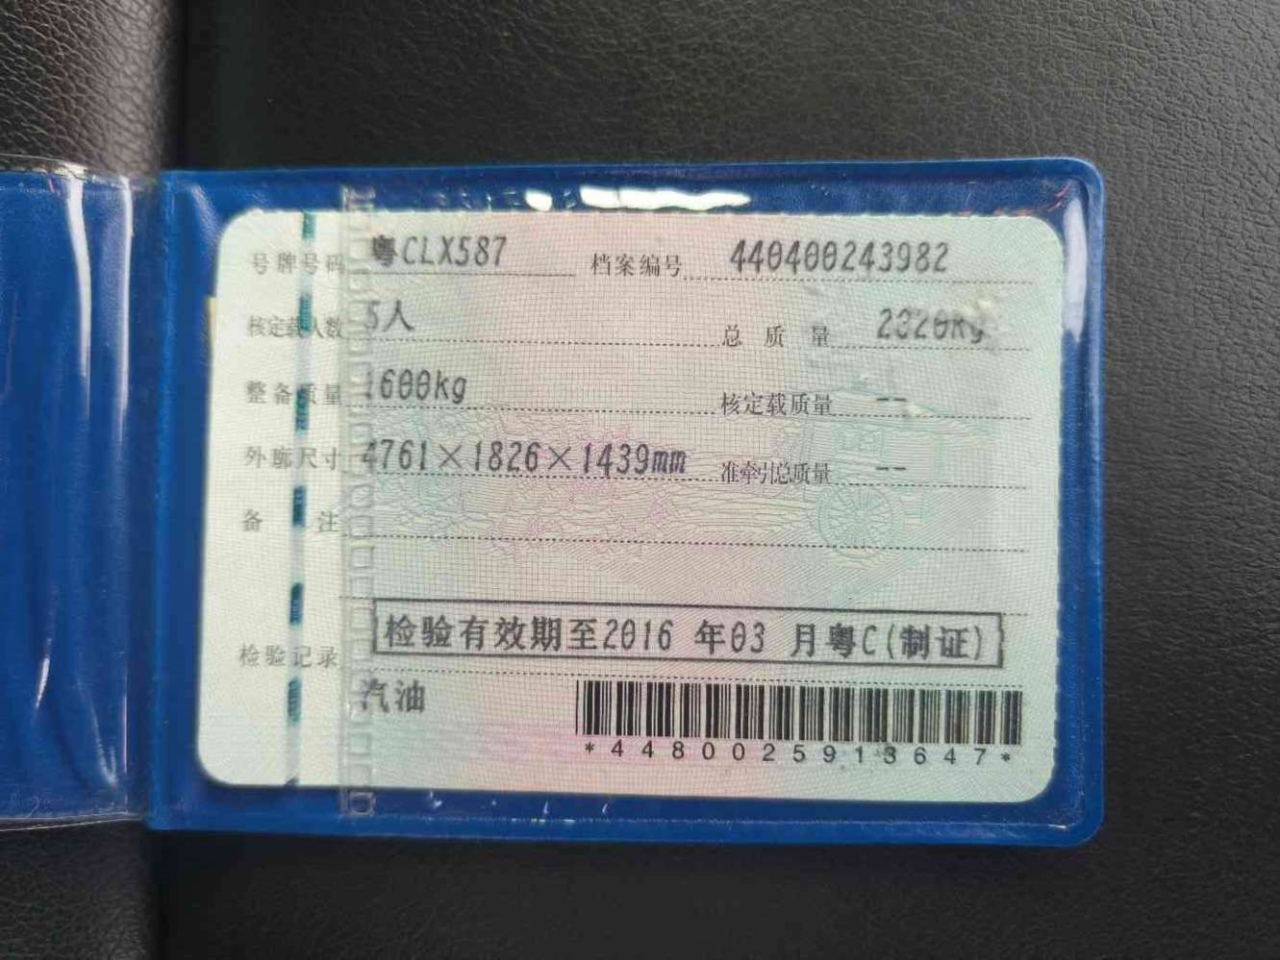 号牌号码 粤CLX587 档案编号 440400243982
核定载人数 5人 总质量 2020kg
整备质量 1600kg 核定载质量 --
外廓尺寸 4761×1826×1439mm 准牵引总质量 --
备注
检验记录 检验有效期至2016 年03 月粤C(制证)
汽油
*4480025913647*